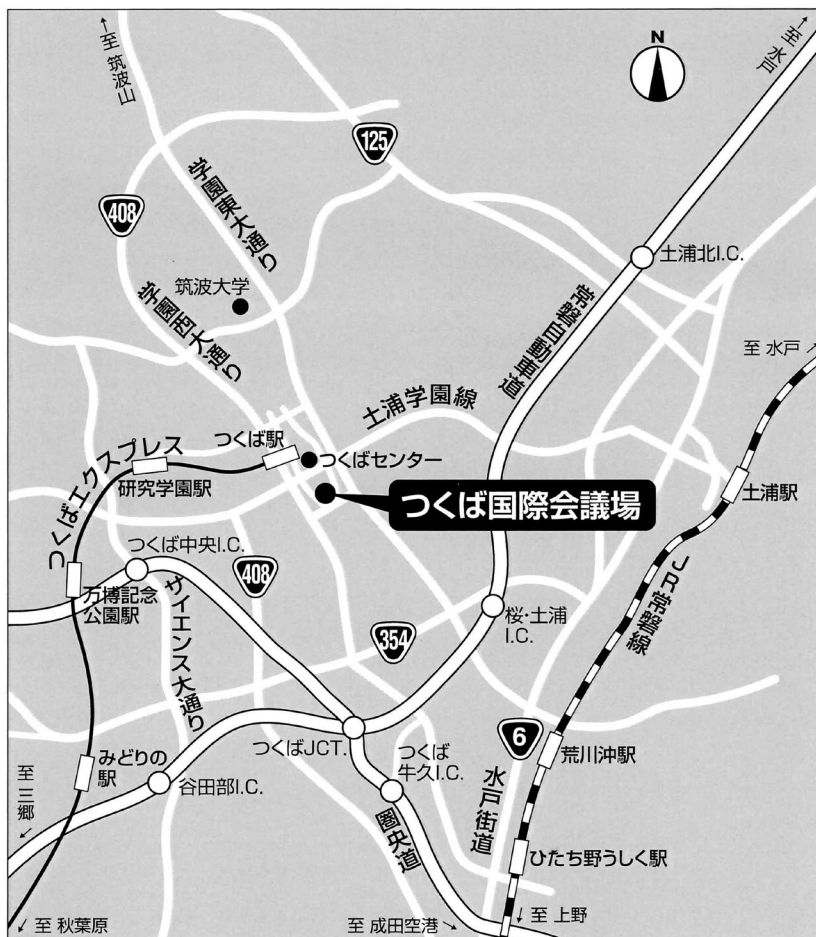 ←至 筑波山
N
←至 水戸
125
学園東大通り
408
土浦北I.C.
筑波大学
学園西大通り
常磐自動車道
至 水戸↗
土浦学園線
つくばエクスプレス
つくば駅
つくばセンター
研究学園駅
土浦駅
つくば国際会議場
つくば中央I.C.
408
JR常磐線
万博記念
公園駅
サイエンス大通り
桜・土浦
I.C.
354
6
つくばJCT.
荒川沖駅
みどりの
駅
つくば
牛久I.C.
谷田部I.C.
至 三郷
↙
水戸街道
圏央道
ひたち野うしく駅
↙至 秋葉原
至 成田空港↘
↓至 上野